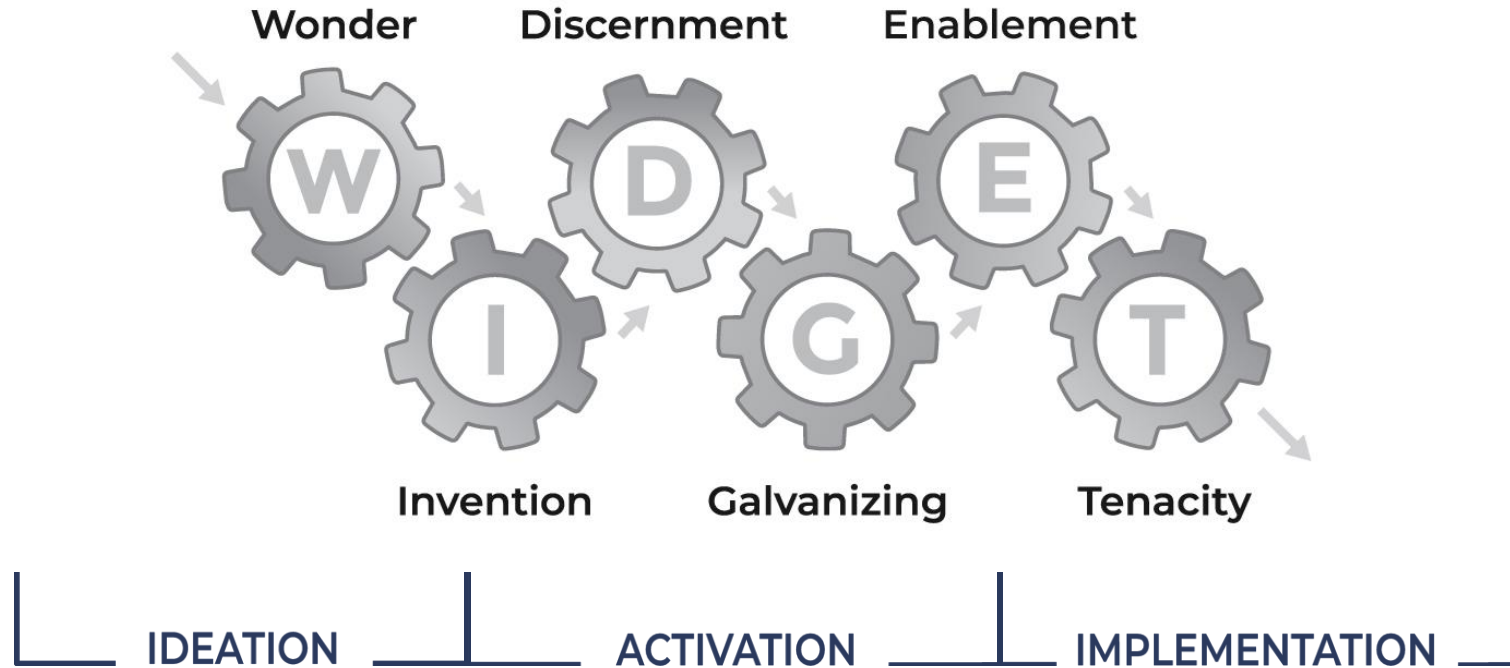 Wonder
Discernment
Enablement
W
D
E
I
G
T
Invention
Galvanizing
Tenacity
IDEATION
ACTIVATION
IMPLEMENTATION